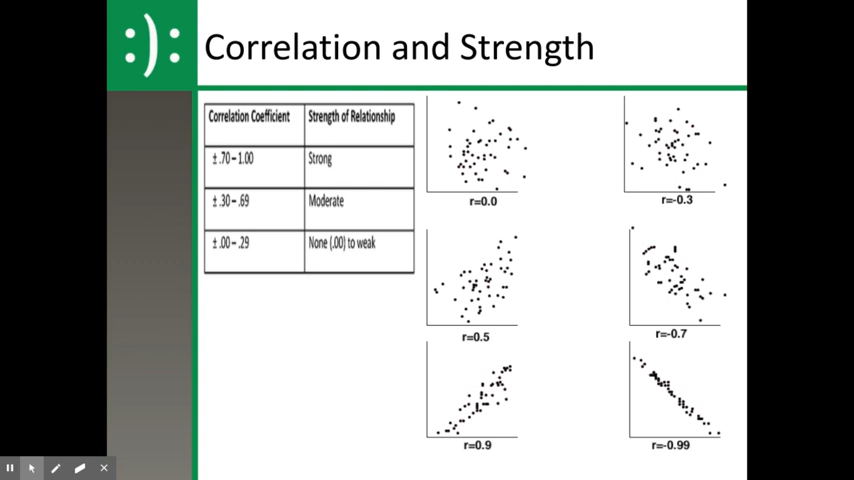 :):
Correlation and Strength
Correlation Coefficient Strength of Relationship
± .70 – 1.00 Strong
± .30 – .69 Moderate
± .00 – .29 None (.00) to weak
r=0.0
r=-0.3
r=0.5
r=-0.7
r=0.9
r=-0.99